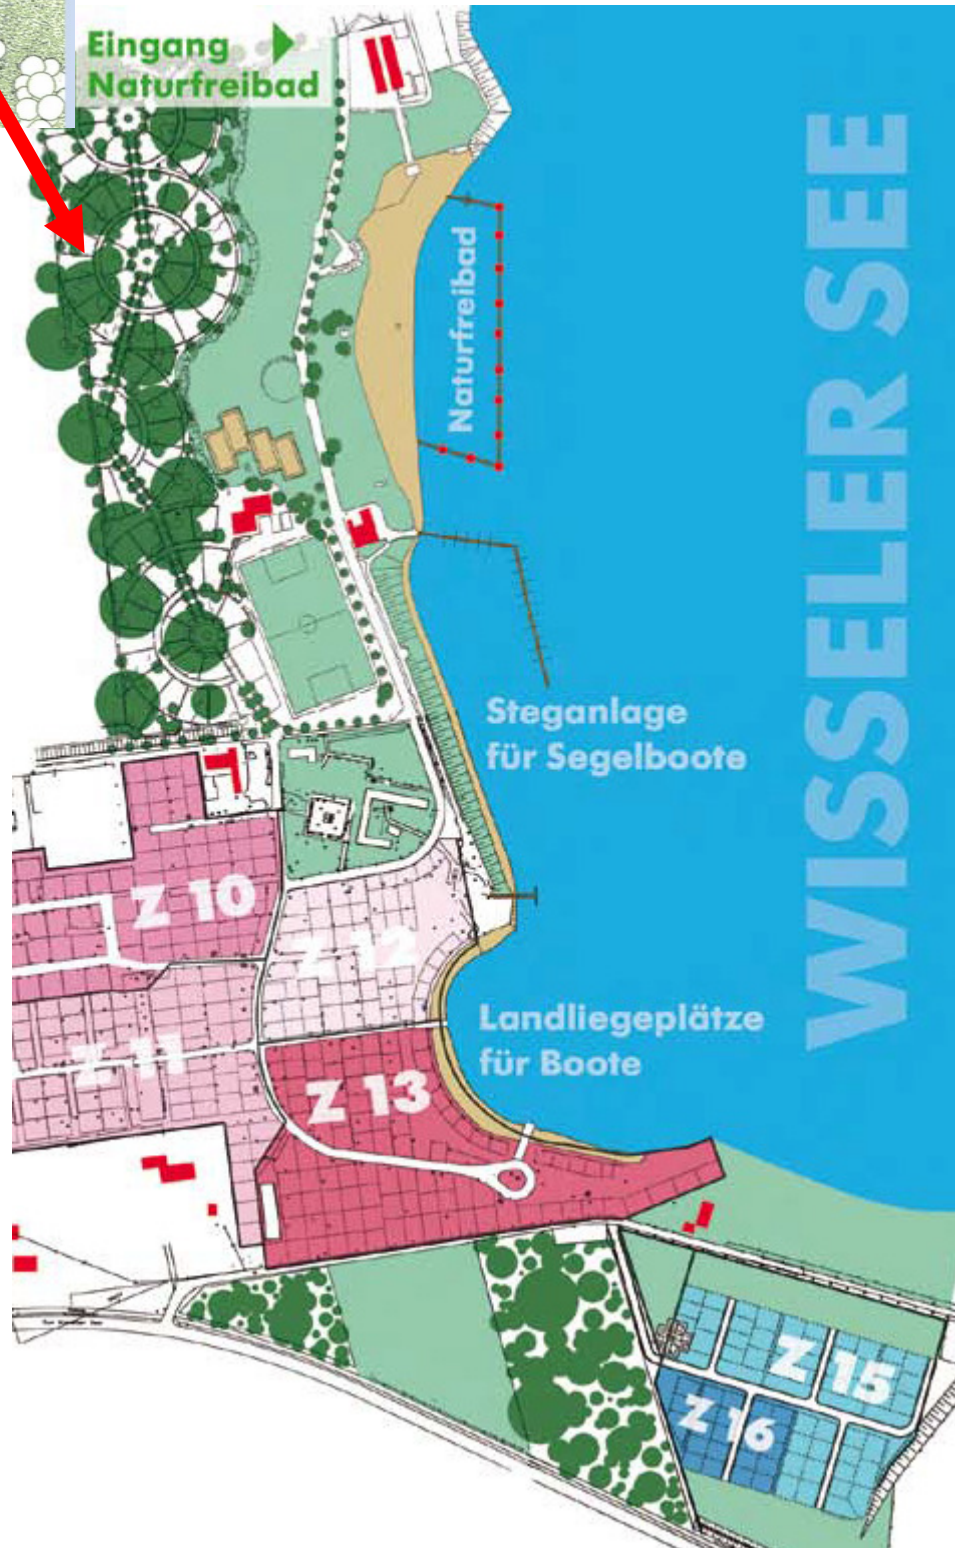 Eingang
Naturfreibad
Naturfreibad
WISSELER SEE
Steganlage
für Segelboote
Z 10
Z 12
Landliegeplätze
für Boote
Z 11
Z 13
Z 15
Z 16